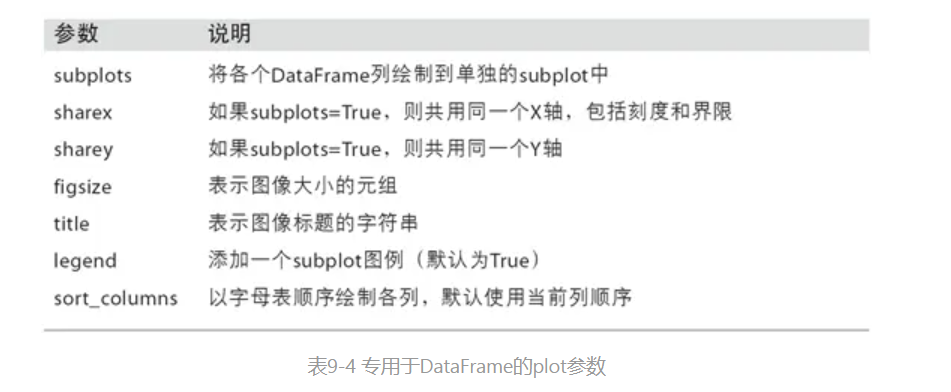 参数 说明
subplots 将各个DataFrame列绘制到单独的subplot中
sharex 如果subplots=True，则共用同一个X轴，包括刻度和界限
sharey 如果subplots=True，则共用同一个Y轴
figsize 表示图像大小的元组
title 表示图像标题的字符串
legend 添加一个subplot图例（默认为True）
sort_columns 以字母表顺序绘制各列，默认使用当前列顺序
表9-4 专用于DataFrame的plot参数